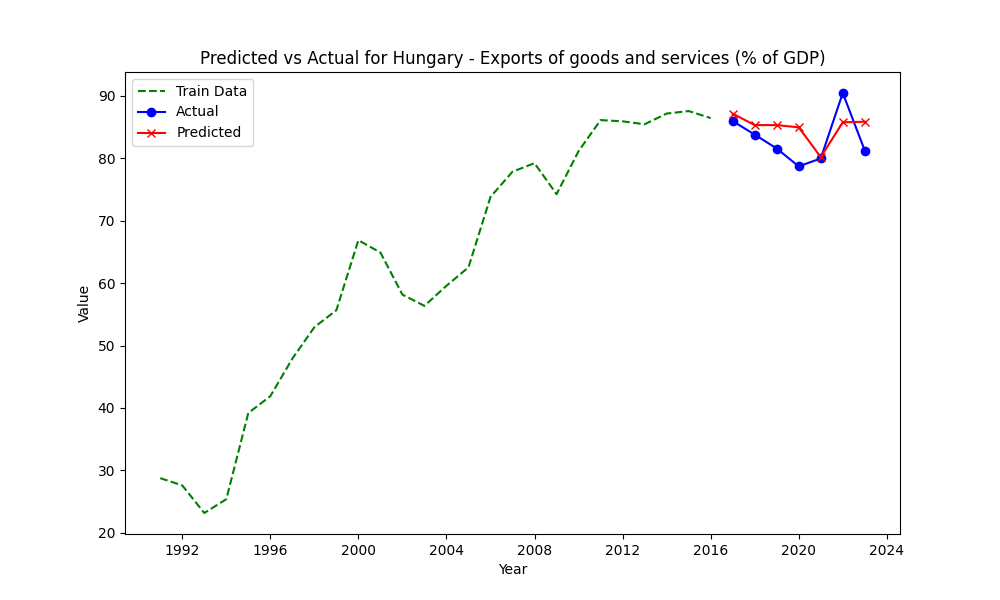 Predicted vs Actual for Hungary - Exports of goods and services (% of GDP)
Train Data
Actual
Predicted
90
80
70
60
50
40
30
20
Value
1992 1996 2000 2004 2008 2012 2016 2020 2024
Year